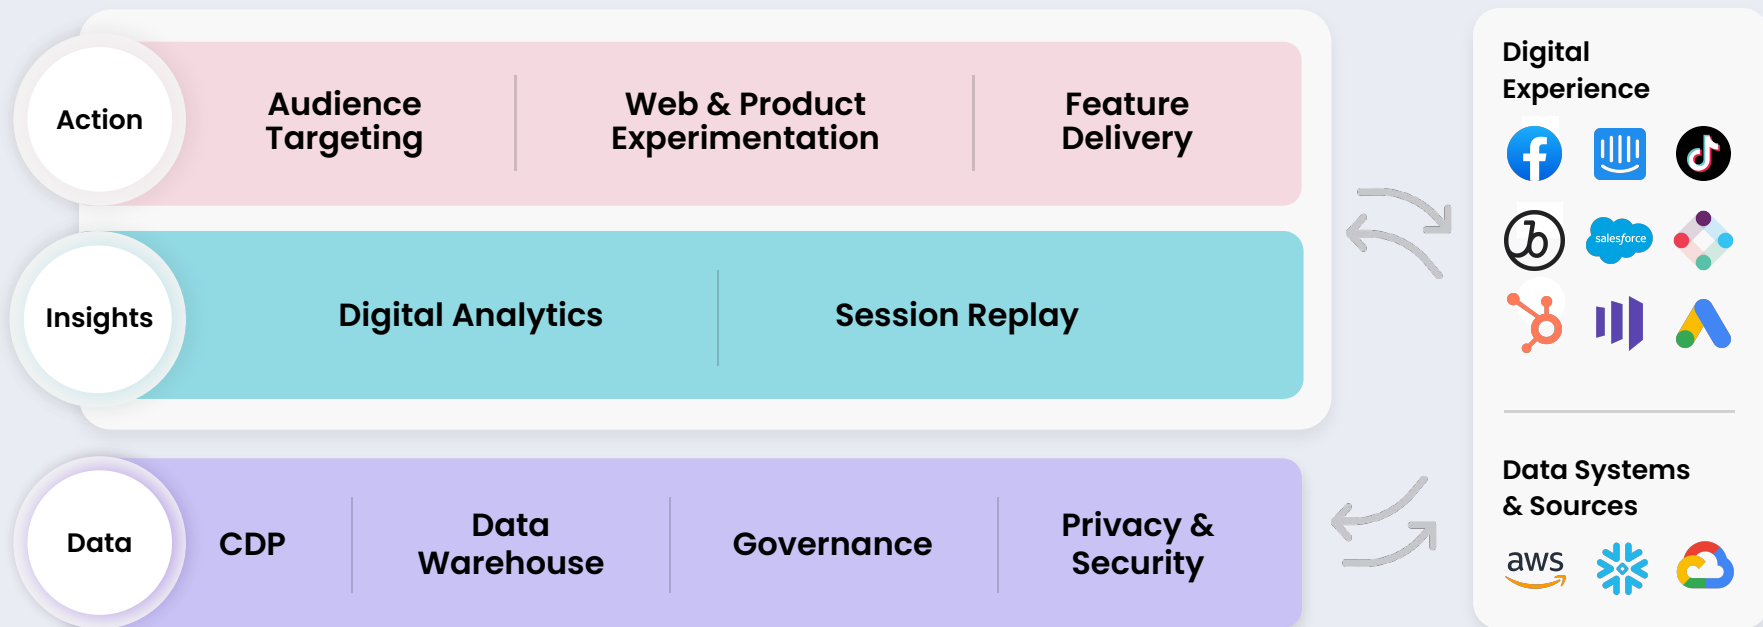 Action
Audience
Targeting
Web & Product
Experimentation
Feature
Delivery
Insights
Digital Analytics
Session Replay
Data
CDP
Data
Warehouse
Governance
Privacy &
Security
Digital
Experience
salesforce
Data Systems
& Sources
aws